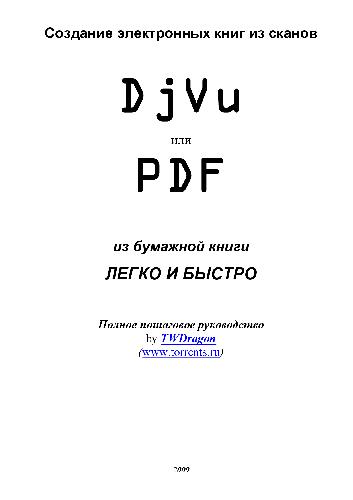 Создание электронных книг из сканов
DjVu
или
PDF
из бумажной книги
ЛЕГКО И БЫСТРО
Полное пошаговое руководство
by TWDragon
(www.torrents.ru)